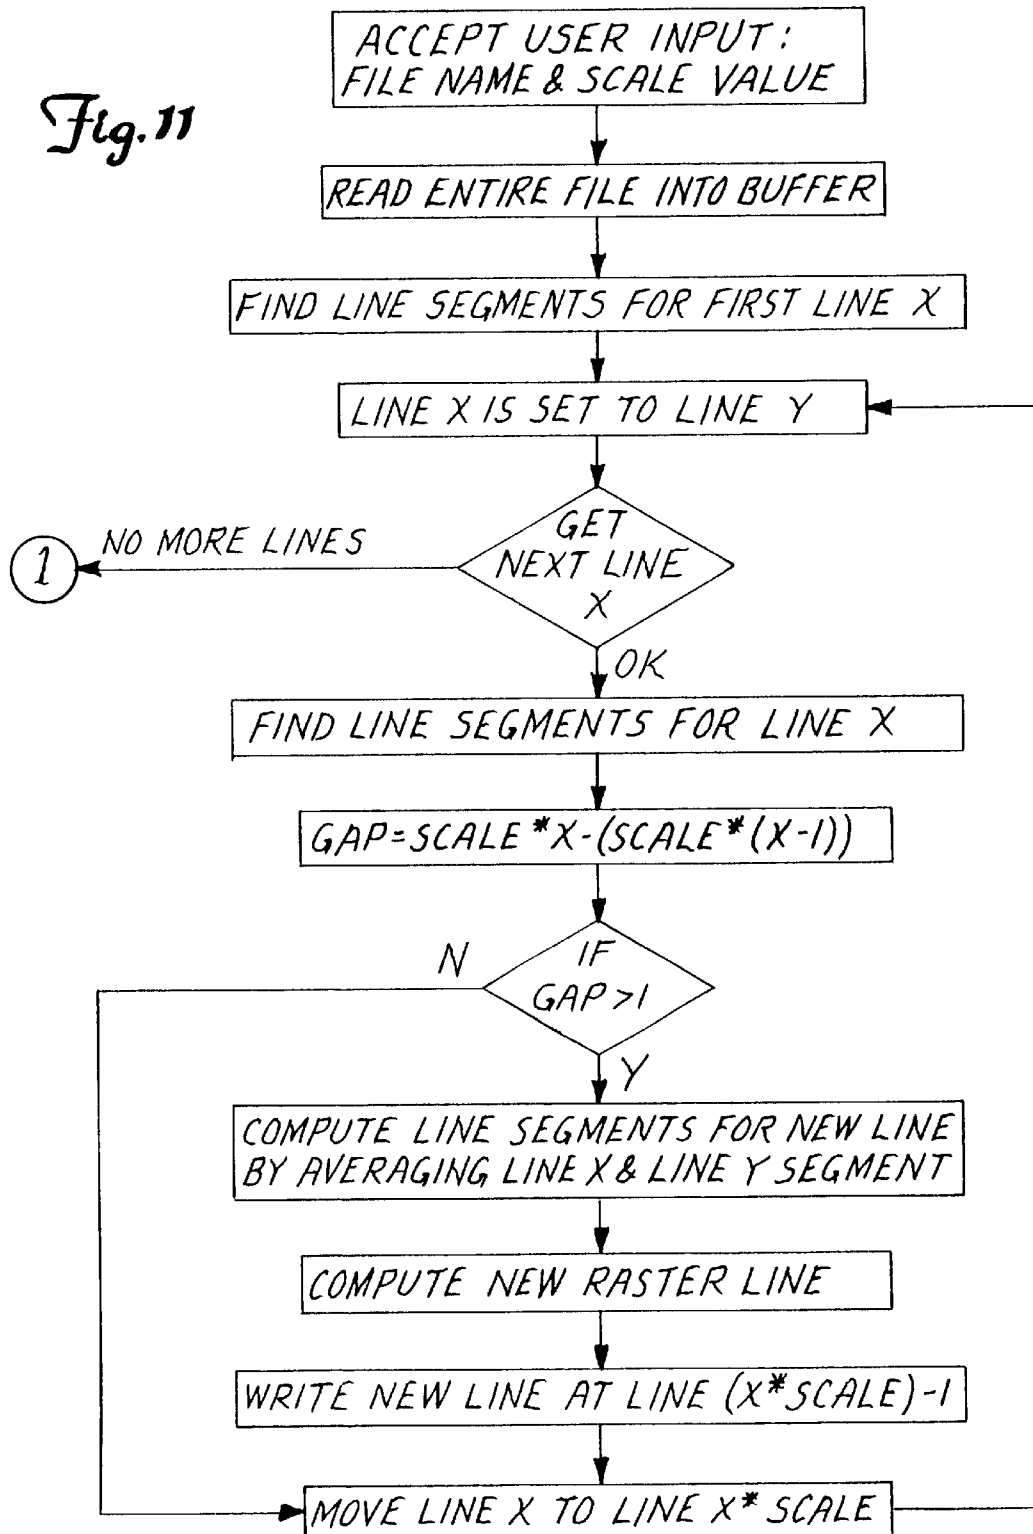 Fig. 11
ACCEPT USER INPUT:
FILE NAME & SCALE VALUE
READ ENTIRE FILE INTO BUFFER
FIND LINE SEGMENTS FOR FIRST LINE X
LINE X IS SET TO LINE Y
GET
NEXT LINE
X
NO MORE LINES
1
OK
FIND LINE SEGMENTS FOR LINE X
GAP=SCALE*X-(SCALE*(X-1))
IF
GAP>1
N
Y
COMPUTE LINE SEGMENTS FOR NEW LINE
BY AVERAGING LINE X & LINE Y SEGMENT
COMPUTE NEW RASTER LINE
WRITE NEW LINE AT LINE (X*SCALE)-1
MOVE LINE X TO LINE X*SCALE